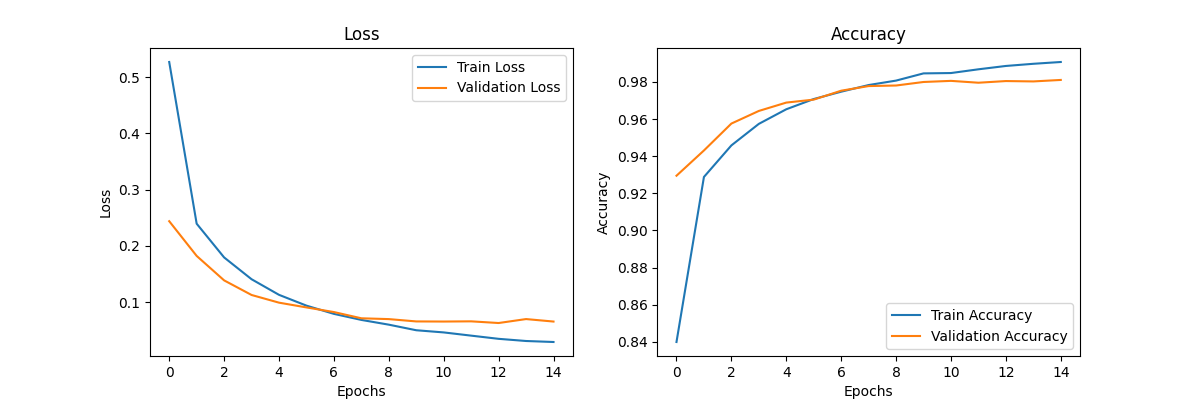 Loss
Loss
0.5
0.4
0.3
0.2
0.1
0 2 4 6 8 10 12 14
Epochs
Train Loss
Validation Loss
Accuracy
Accuracy
0.98
0.96
0.94
0.92
0.90
0.88
0.86
0.84
0 2 4 6 8 10 12 14
Epochs
Train Accuracy
Validation Accuracy